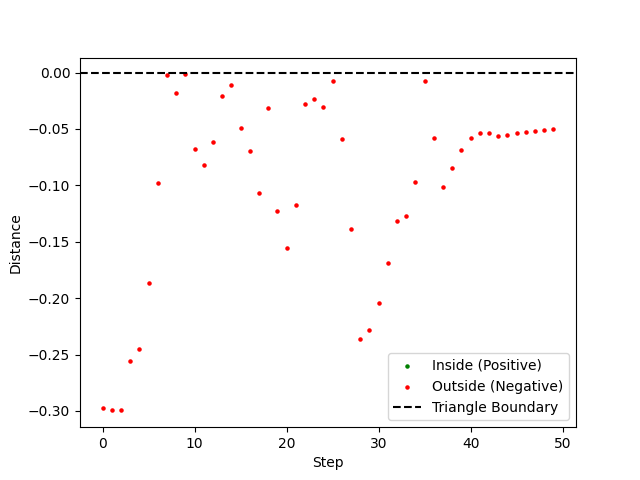 0.00
−0.05
−0.10
−0.15
−0.20
−0.25
−0.30
Distance
0 10 20 30 40 50
Step
Inside (Positive)
Outside (Negative)
Triangle Boundary